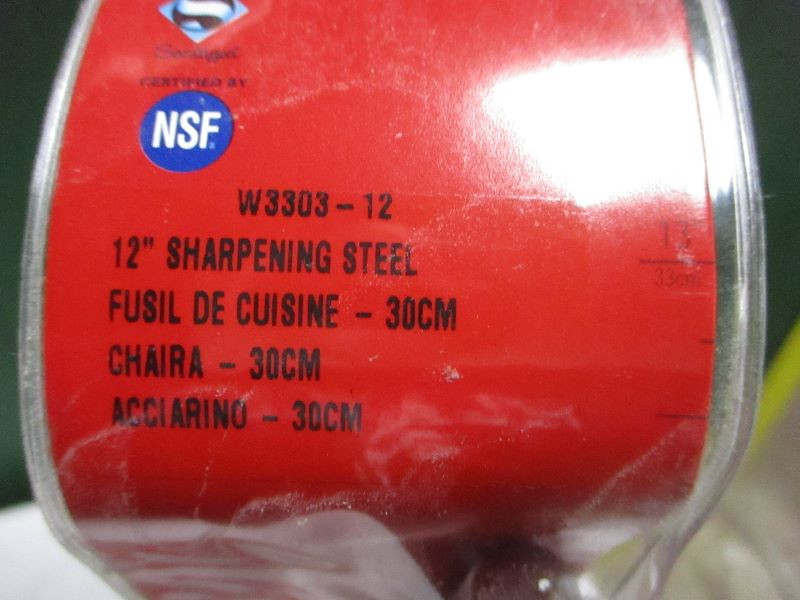 S
CERTIFIED BY
NSF
W3303-12
12" SHARPENING STEEL
FUSIL DE CUISINE - 30CM
CHAIRA - 30CM
ACCIARINO - 30CM
13
33cm